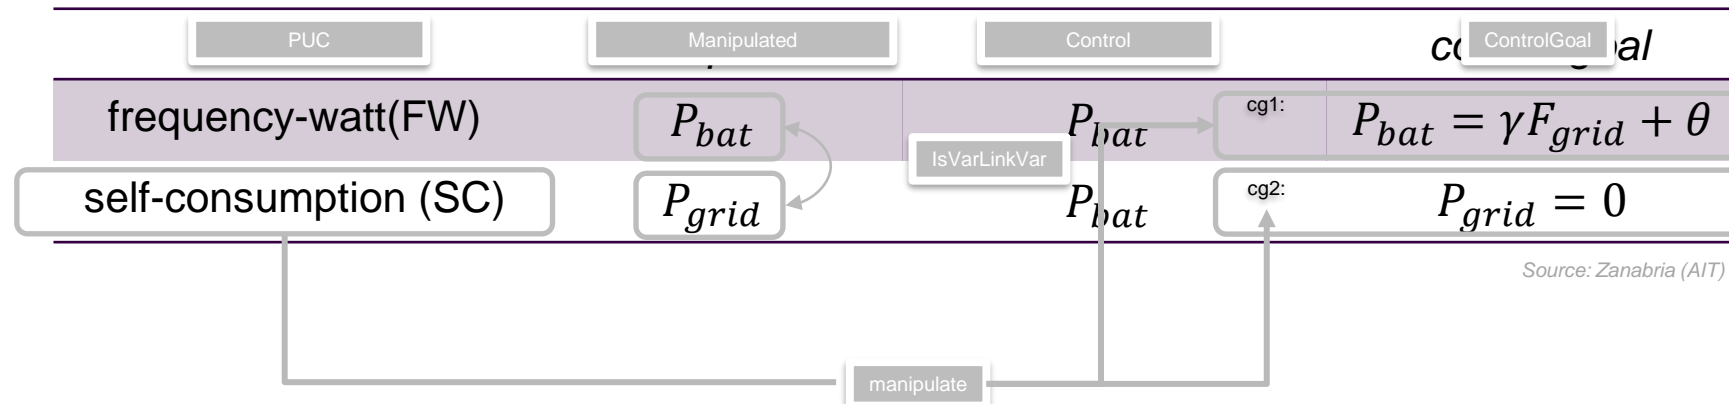 PUC Manipulated Control ControlGoal al
frequency-watt(FW) P_bat P_bat cg1: P_bat = γF_grid + θ
IsVarLinkVar
self-consumption (SC) P_grid P_bat cg2: P_grid = 0
Source: Zanabria (AIT)
manipulate